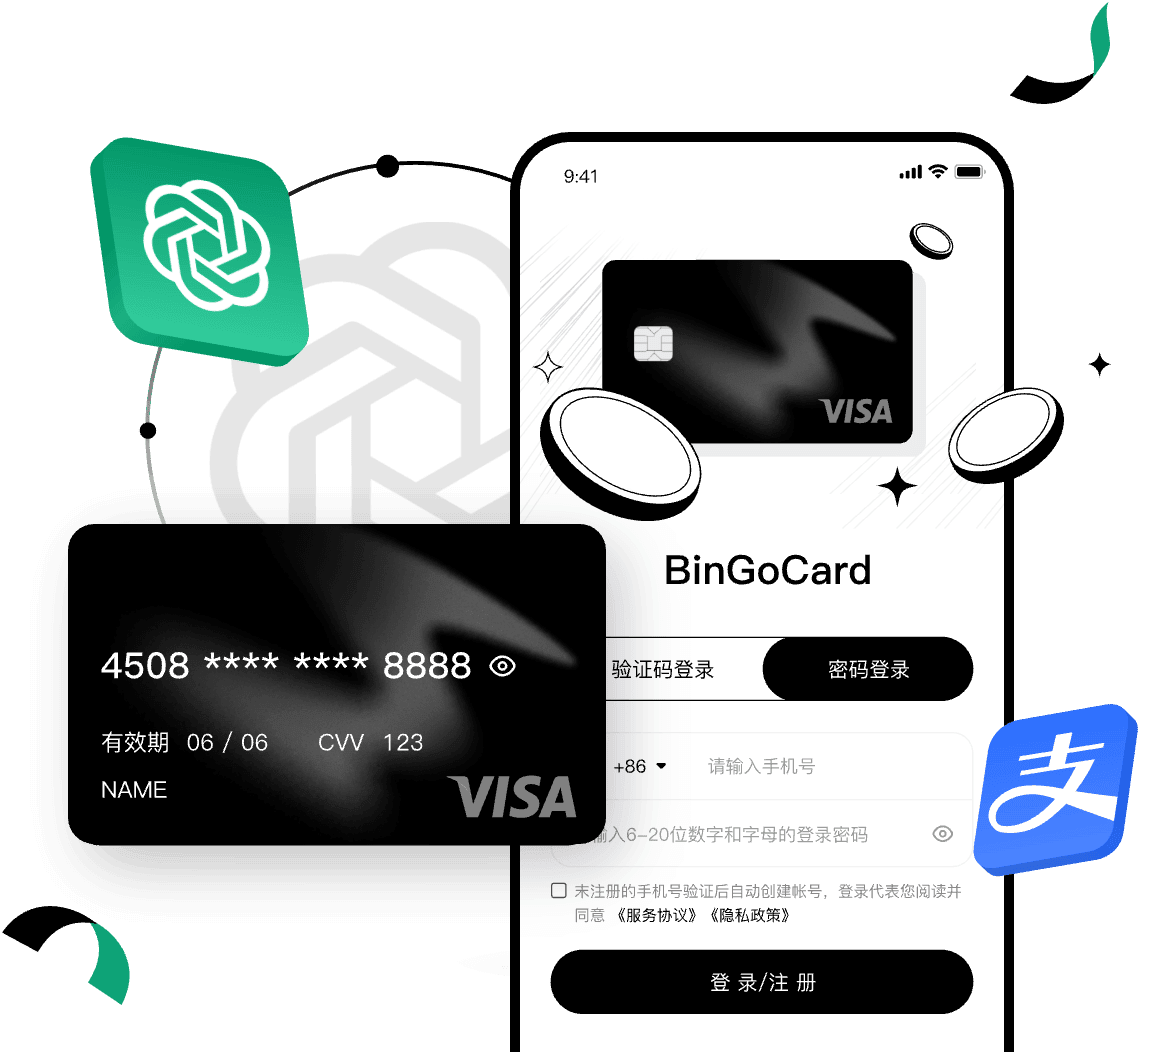 9:41
VISA
BinGoCard
验证码登录
密码登录
4508 **** **** 8888
有效期 06 / 06 CVV 123
NAME
VISA
+86
请输入手机号
输入6-20位数字和字母的登录密码
未注册的手机号验证后自动创建帐号，登录代表您阅读并
同意 《服务协议》《隐私政策》
登 录/注 册
支